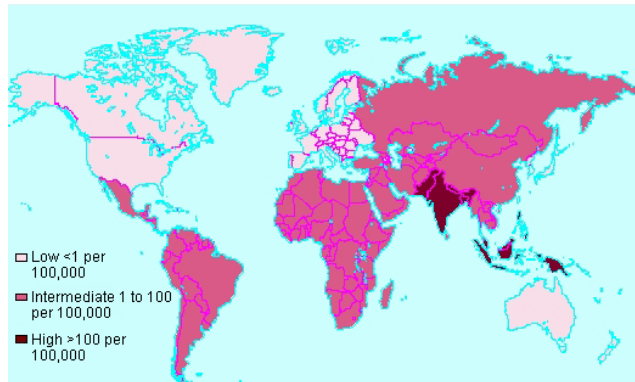 Low <1 per
100,000
Intermediate 1 to 100
per 100,000
High >100 per
100,000